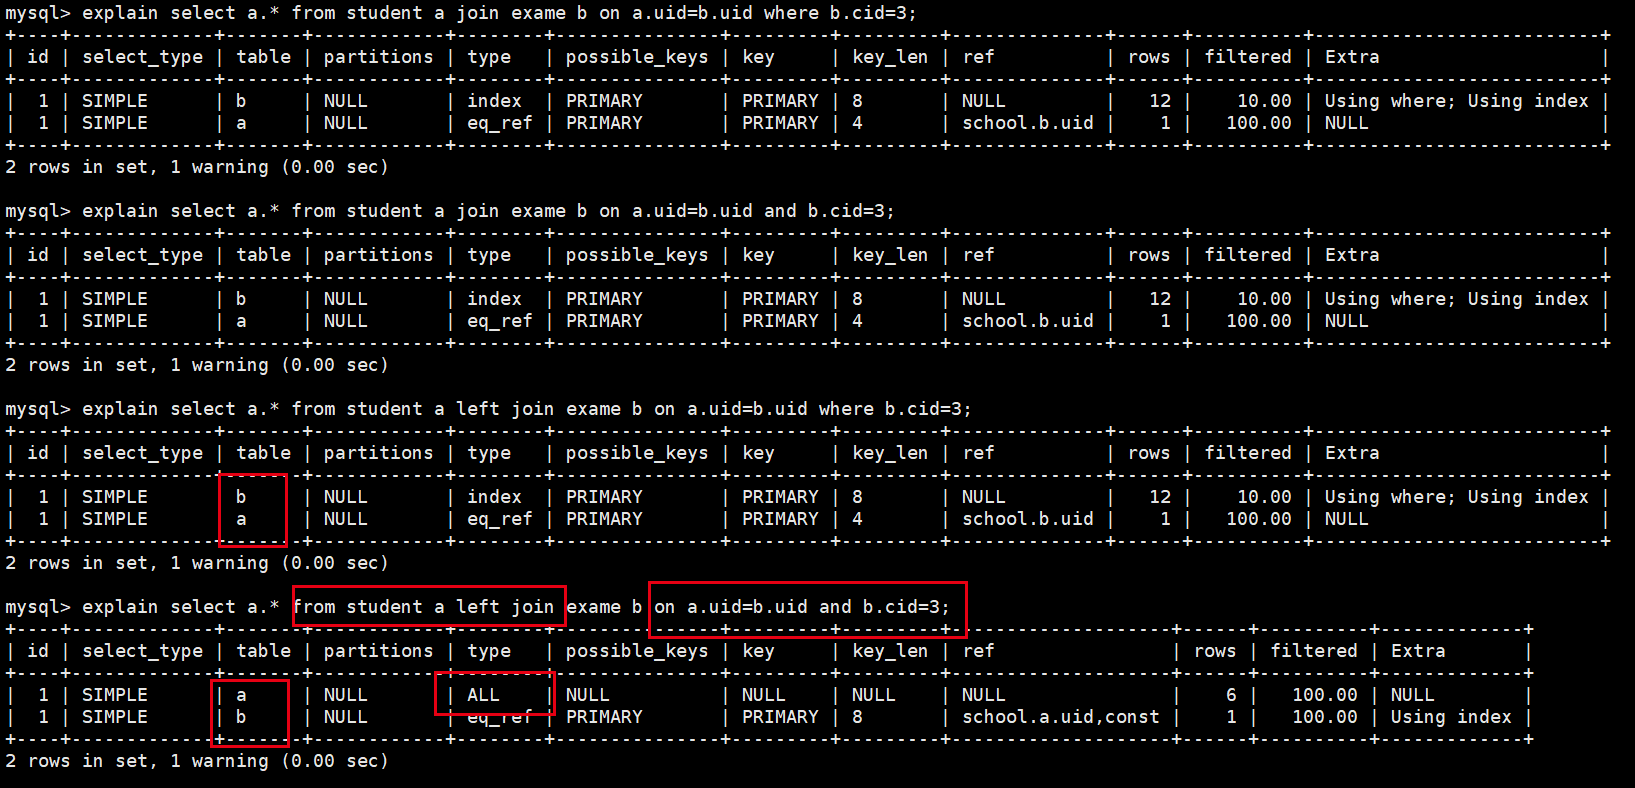 mysql> explain select a.* from student a join exame b on a.uid=b.uid where b.cid=3;
+----+-------------+-------+------------+--------+---------------+---------+---------+--------------+------+----------+--------------------------+
| id | select_type | table | partitions | type   | possible_keys | key     | key_len | ref          | rows | filtered | Extra                    |
+----+-------------+-------+------------+--------+---------------+---------+---------+--------------+------+----------+--------------------------+
|  1 | SIMPLE      | b     | NULL       | index  | PRIMARY       | PRIMARY | 8       | NULL         |   12 |    10.00 | Using where; Using index |
|  1 | SIMPLE      | a     | NULL       | eq_ref | PRIMARY       | PRIMARY | 4       | school.b.uid |    1 |   100.00 | NULL                     |
+----+-------------+-------+------------+--------+---------------+---------+---------+--------------+------+----------+--------------------------+
2 rows in set, 1 warning (0.00 sec)

mysql> explain select a.* from student a join exame b on a.uid=b.uid and b.cid=3;
+----+-------------+-------+------------+--------+---------------+---------+---------+--------------+------+----------+--------------------------+
| id | select_type | table | partitions | type   | possible_keys | key     | key_len | ref          | rows | filtered | Extra                    |
+----+-------------+-------+------------+--------+---------------+---------+---------+--------------+------+----------+--------------------------+
|  1 | SIMPLE      | b     | NULL       | index  | PRIMARY       | PRIMARY | 8       | NULL         |   12 |    10.00 | Using where; Using index |
|  1 | SIMPLE      | a     | NULL       | eq_ref | PRIMARY       | PRIMARY | 4       | school.b.uid |    1 |   100.00 | NULL                     |
+----+-------------+-------+------------+--------+---------------+---------+---------+--------------+------+----------+--------------------------+
2 rows in set, 1 warning (0.00 sec)

mysql> explain select a.* from student a left join exame b on a.uid=b.uid where b.cid=3;
+----+-------------+-------+------------+--------+---------------+---------+---------+--------------+------+----------+--------------------------+
| id | select_type | table | partitions | type   | possible_keys | key     | key_len | ref          | rows | filtered | Extra                    |
+----+-------------+-------+------------+--------+---------------+---------+---------+--------------+------+----------+--------------------------+
|  1 | SIMPLE      | b     | NULL       | index  | PRIMARY       | PRIMARY | 8       | NULL         |   12 |    10.00 | Using where; Using index |
|  1 | SIMPLE      | a     | NULL       | eq_ref | PRIMARY       | PRIMARY | 4       | school.b.uid |    1 |   100.00 | NULL                     |
+----+-------------+-------+------------+--------+---------------+---------+---------+--------------+------+----------+--------------------------+
2 rows in set, 1 warning (0.00 sec)

mysql> explain select a.* from student a left join exame b on a.uid=b.uid and b.cid=3;
+----+-------------+-------+------------+--------+---------------+---------+---------+--------------------+------+----------+-------------+
| id | select_type | table | partitions | type   | possible_keys | key     | key_len | ref                | rows | filtered | Extra       |
+----+-------------+-------+------------+--------+---------------+---------+---------+--------------------+------+----------+-------------+
|  1 | SIMPLE      | a     | NULL       | ALL    | NULL          | NULL    | NULL    | NULL               |    6 |   100.00 | NULL        |
|  1 | SIMPLE      | b     | NULL       | eq_ref | PRIMARY       | PRIMARY | 8       | school.a.uid,const |    1 |   100.00 | Using index |
+----+-------------+-------+------------+--------+---------------+---------+---------+--------------------+------+----------+-------------+
2 rows in set, 1 warning (0.00 sec)